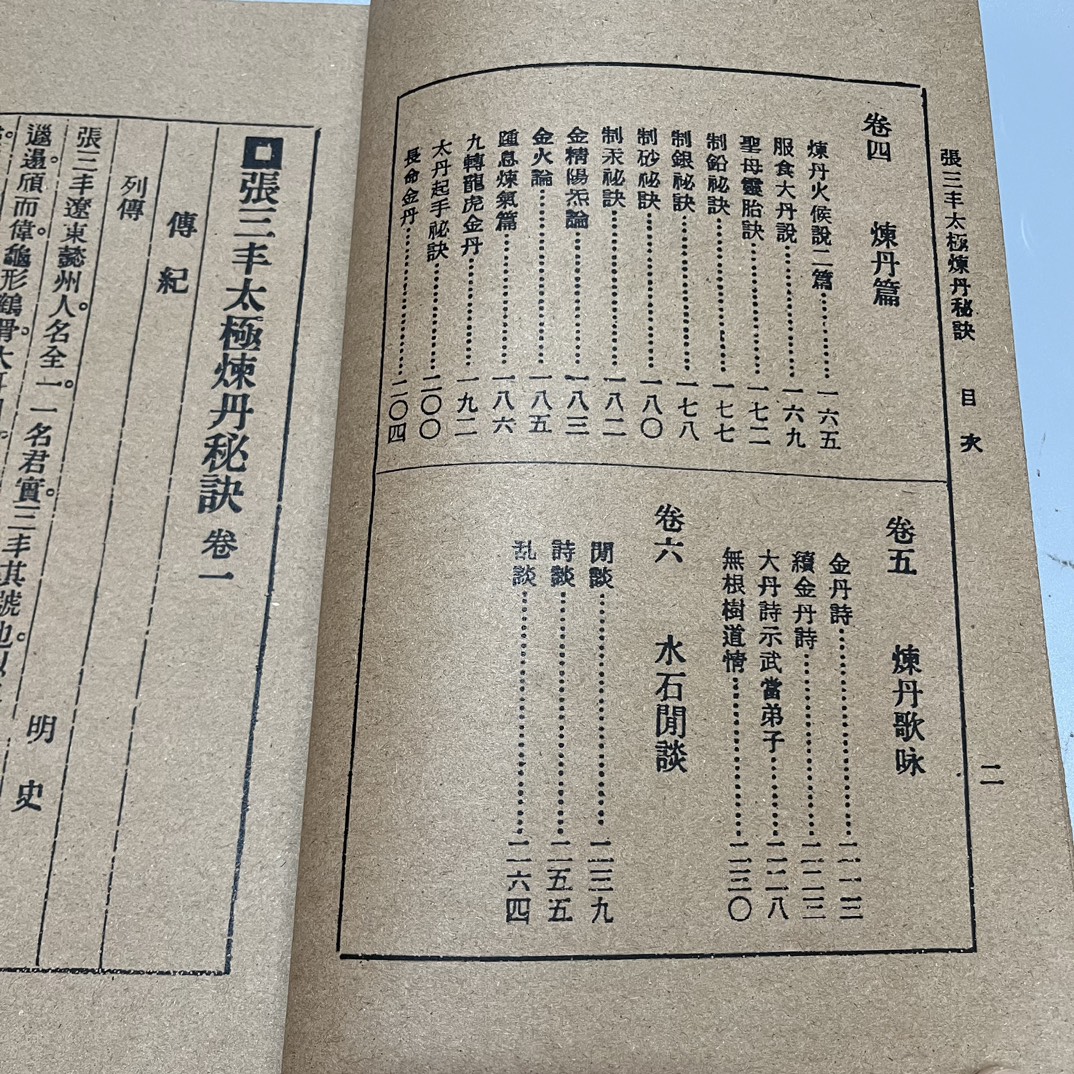 張三丰太極煉丹秘訣 目次 二
卷四 煉丹篇
煉丹火候說二篇………一六五
服食大丹說………一六九
聖母靈胎訣………一七二
制鉛祕訣………一七七
制銀祕訣………一七八
制砂祕訣………一八〇
制汞祕訣………一八二
金精陽炁論………一八三
金火論………一八五
踵息煉氣篇………一八六
九轉龍虎金丹………一九二
太丹起手祕訣………二〇〇
長命金丹………二〇四
卷五 煉丹歌咏
金丹詩………二一三
續金丹詩………二二三
大丹詩示武當弟子………二二八
無根樹道情………二三〇
卷六 水石閒談
閒談………二三九
詩談………二五五
乱談………二六四
張三丰太極煉丹秘訣 卷一
傳紀
列傳 明史
張三丰遼東懿州人。名全一。一名君實。三丰其號也。以
邋遢。頎而偉。龜形鶴骨。大耳